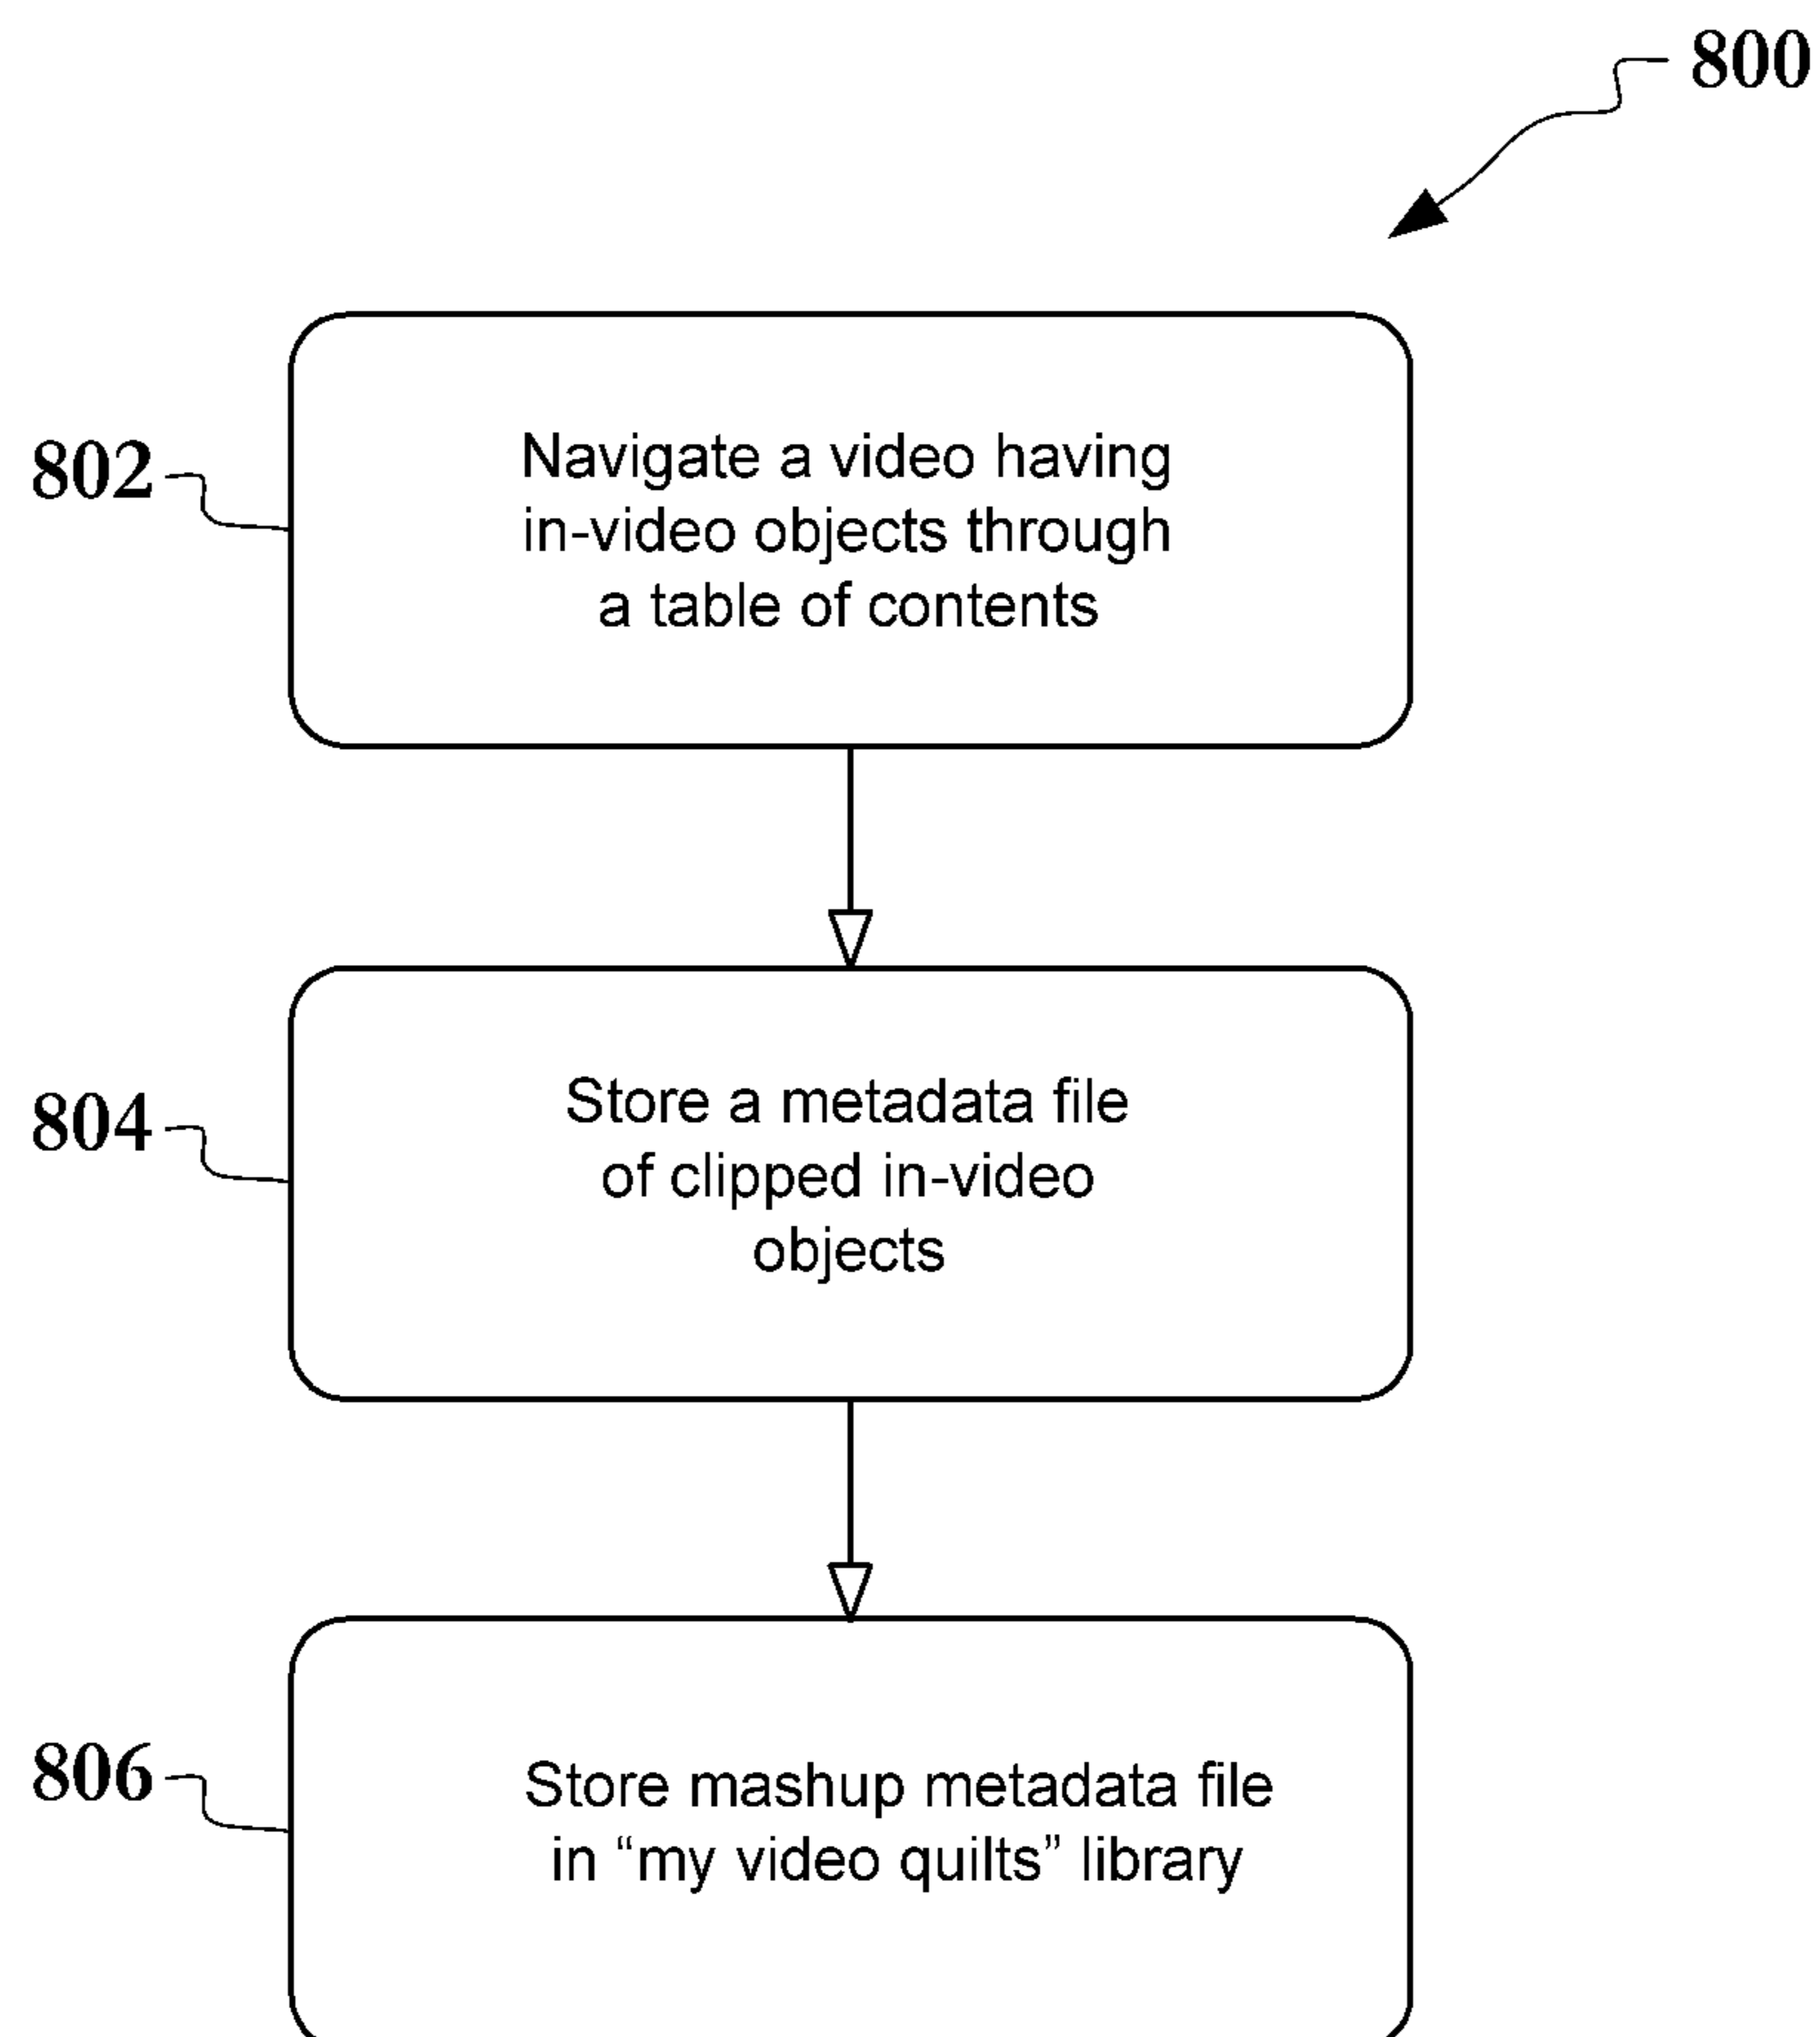 800
802
Navigate a video having
in-video objects through
a table of contents
804
Store a metadata file
of clipped in-video
objects
806
Store mashup metadata file
in “my video quilts” library